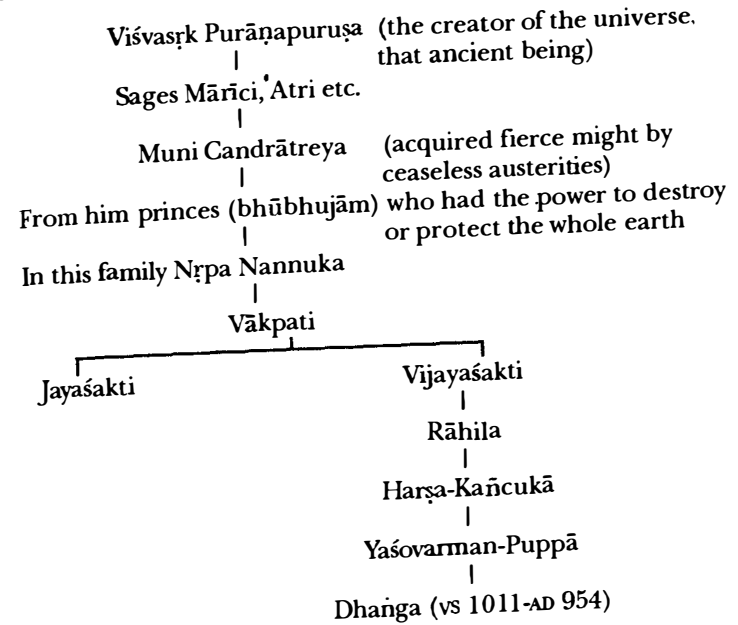 Viśvasṛk Purāṇapuruṣa (the creator of the universe,
that ancient being)
Sages Mārīci, Atri etc.
Muni Candrātreya (acquired fierce might by
ceaseless austerities)
From him princes (bhūbhujām) who had the power to destroy
or protect the whole earth
In this family Nṛpa Nannuka
Vākpati
Jayaśakti Vijayaśakti
Rāhila
Harṣa-Kañcukā
Yaśovarman-Puppā
Dhaṅga (VS 1011-AD 954)